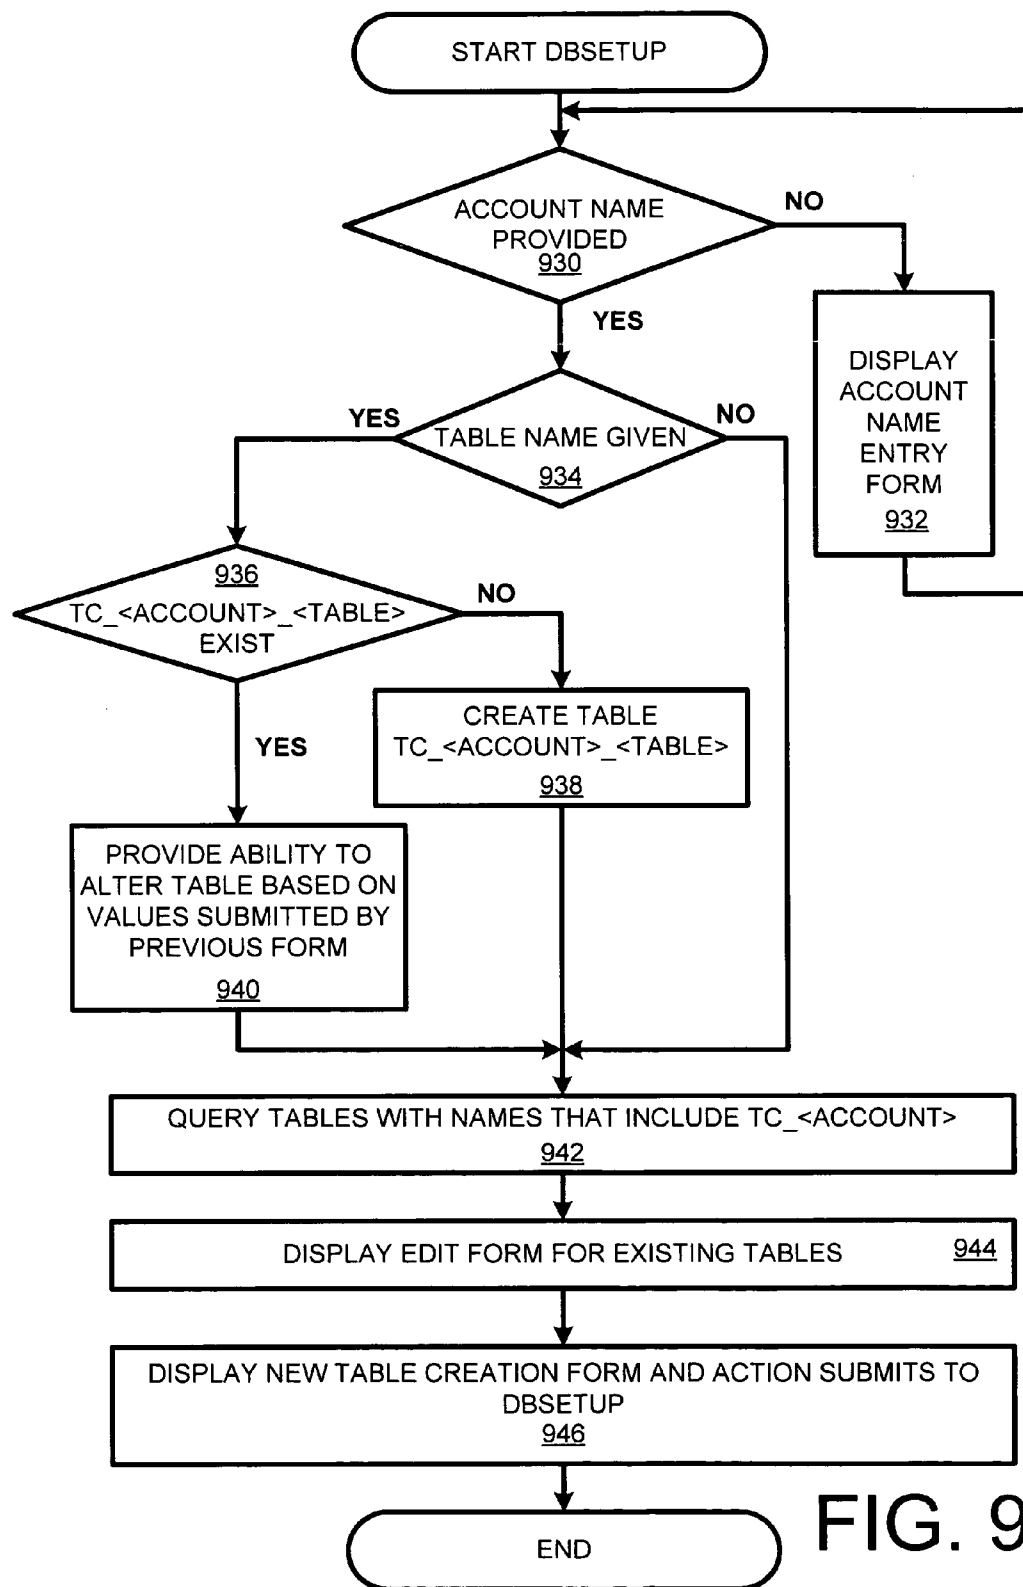 START DBSETUP
ACCOUNT NAME
PROVIDED
930
NO
YES
DISPLAY
ACCOUNT
NAME
ENTRY
FORM
932
YES
TABLE NAME GIVEN
934
NO
936
TC_<ACCOUNT>_<TABLE>
EXIST
NO
YES
CREATE TABLE
TC_<ACCOUNT>_<TABLE>
938
PROVIDE ABILITY TO
ALTER TABLE BASED ON
VALUES SUBMITTED BY
PREVIOUS FORM
940
QUERY TABLES WITH NAMES THAT INCLUDE TC_<ACCOUNT>
942
DISPLAY EDIT FORM FOR EXISTING TABLES 944
DISPLAY NEW TABLE CREATION FORM AND ACTION SUBMITS TO
DBSETUP
946
END
FIG. 9